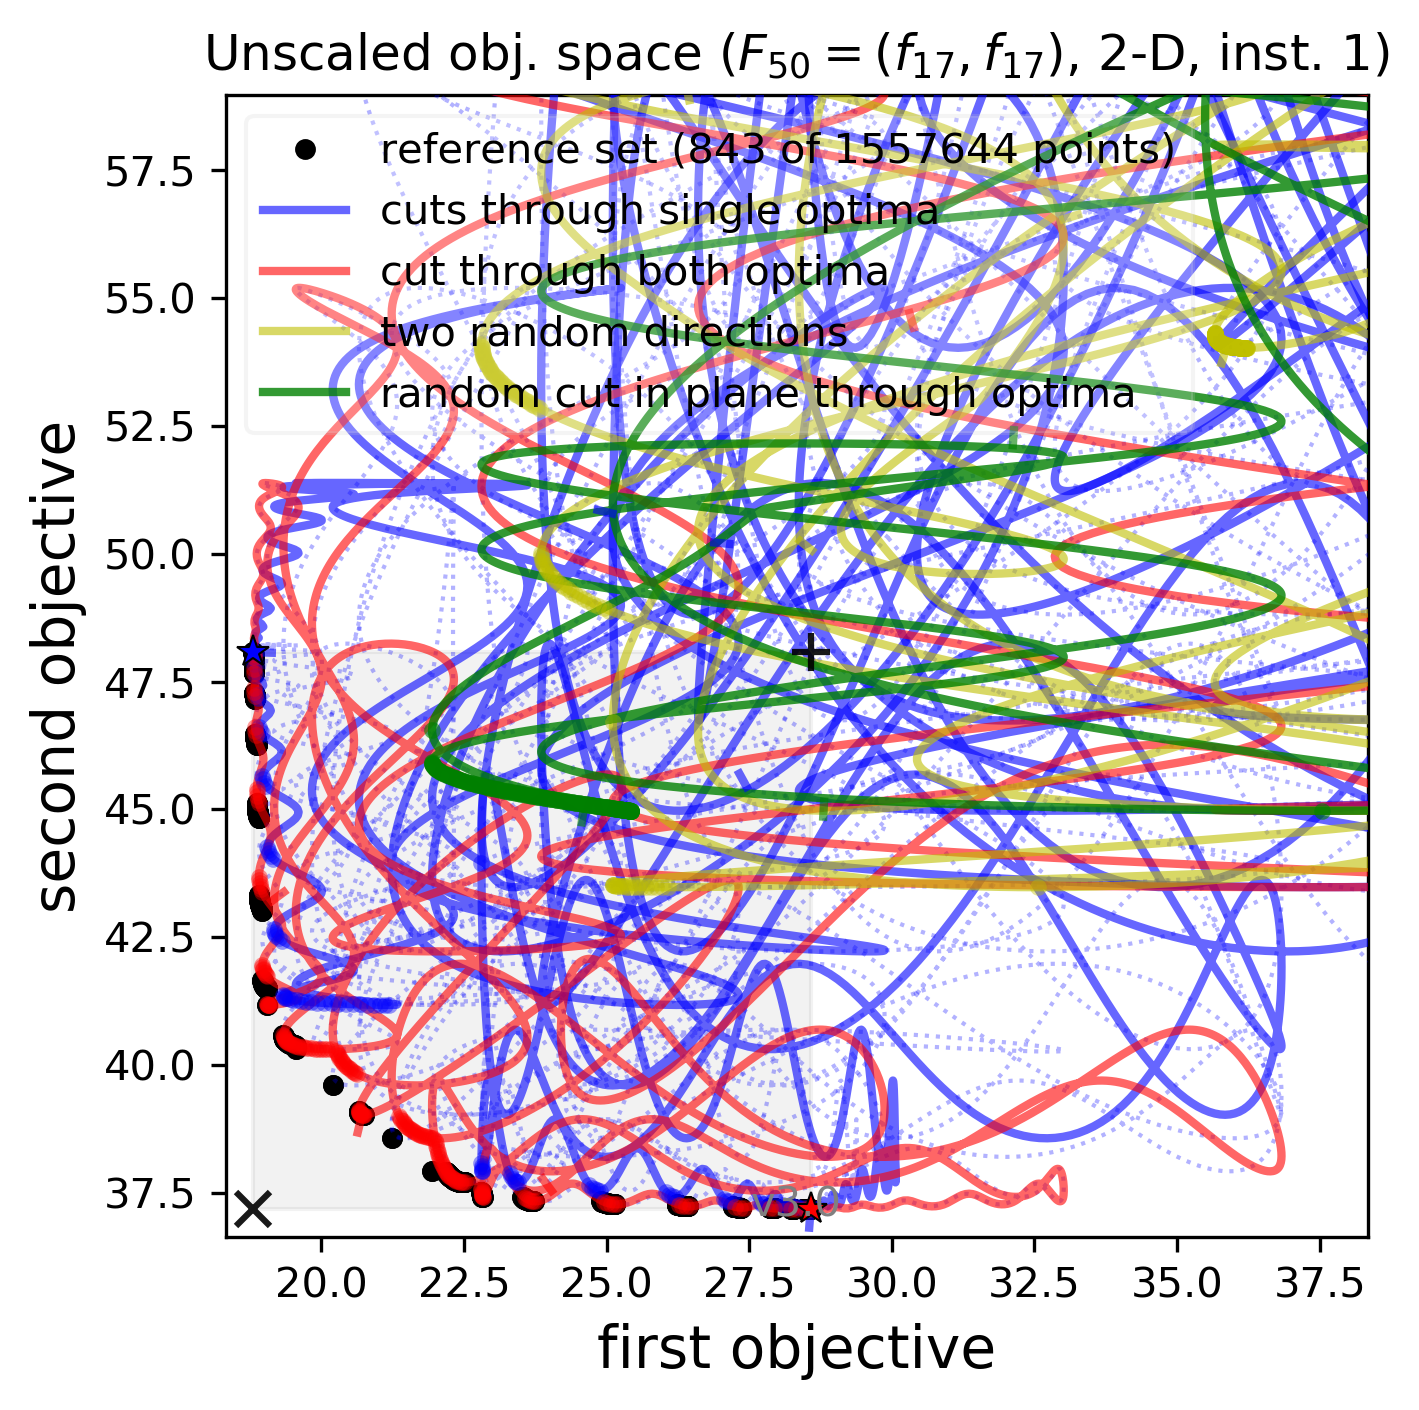 Unscaled obj. space ($F_{50} = (f_{17}, f_{17})$, 2-D, inst. 1)
reference set (843 of 1557644 points)
cuts through single optima
cut through both optima
two random directions
random cut in plane through optima
57.5
55.0
52.5
50.0
47.5
45.0
42.5
40.0
37.5
second objective
v3.0
20.0 22.5 25.0 27.5 30.0 32.5 35.0 37.5
first objective